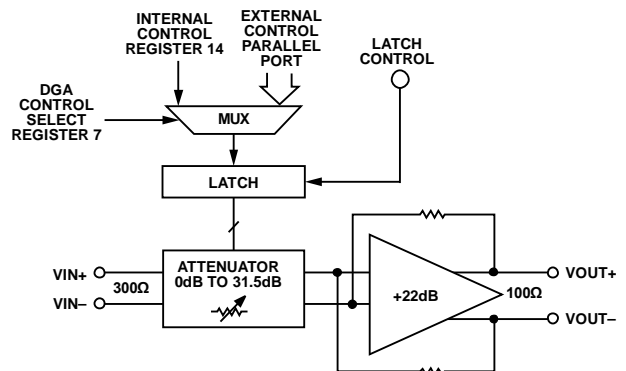 INTERNAL
CONTROL
REGISTER 14
EXTERNAL
CONTROL
PARALLEL
PORT
LATCH
CONTROL
DGA
CONTROL
SELECT
REGISTER 7
MUX
LATCH
VIN+
VIN–
300Ω
ATTENUATOR
0dB TO 31.5dB
+22dB
100Ω
VOUT+
VOUT–